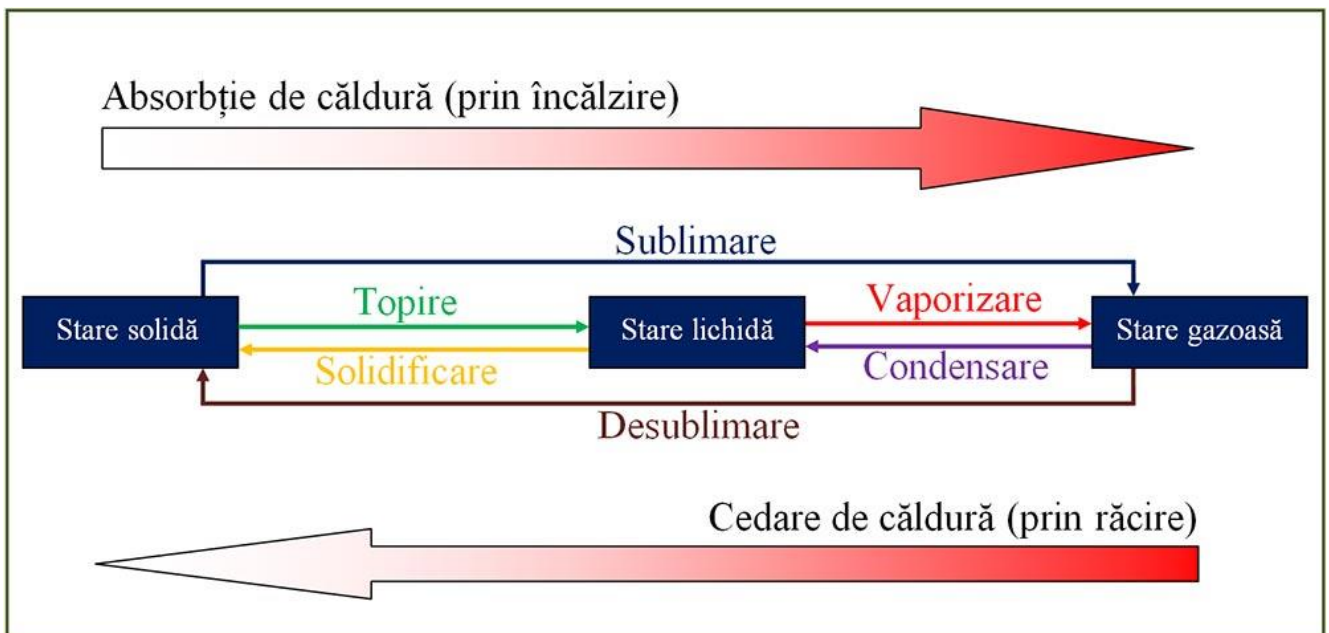 Absorbție de căldură (prin încălzire)
Sublimare
Topire
Vaporizare
Stare solidă
Stare lichidă
Stare gazoasă
Solidificare
Condensare
Desublimare
Cedare de căldură (prin răcire)